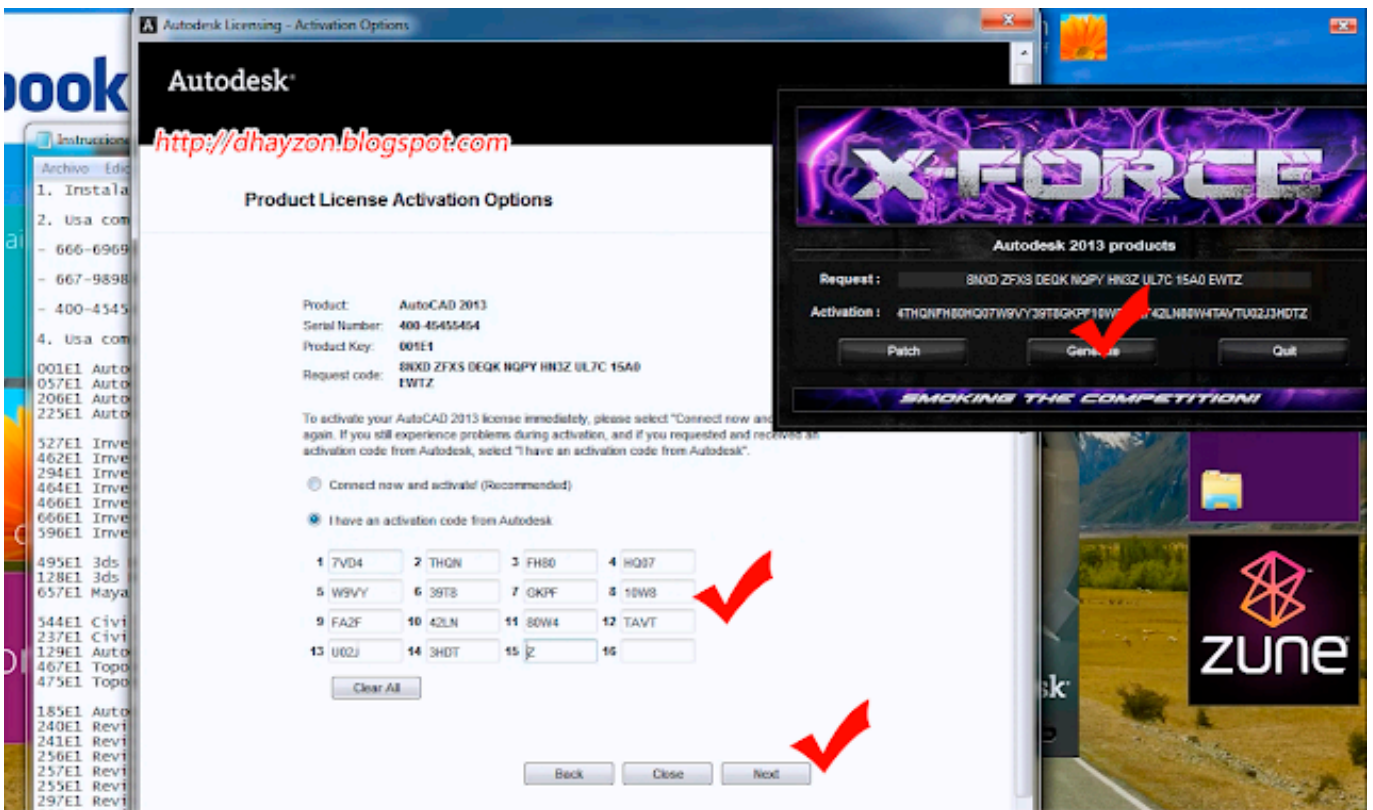 Autodesk Licensing - Activation Options
Autodesk
http://dhayzon.blogspot.com
Product License Activation Options
Product: AutoCAD 2013
Serial Number: 400-45455454
Product Key: 001E1
Request code: 8NXD ZFXS DEQK NQPY HN3Z UL7C 15A0
EWTZ
To activate your AutoCAD 2013 license immediately, please select "Connect now and
again. If you still experience problems during activation, and if you requested and received an
activation code from Autodesk, select "I have an activation code from Autodesk".
Connect now and activate! (Recommended)
I have an activation code from Autodesk
1 7VD4 2 THQN 3 FH80 4 HQ07
5 W9VY 6 39T8 7 GKPF 8 10W8
9 FA2F 10 42LN 11 80W4 12 TAVT
13 U02J 14 3HDT 15 Z 16
Clear All
Back Close Next
X-FORCE
Autodesk 2013 products
Request : 8NXD ZFXS DEQK NQPY HN3Z UL7C 15A0 EWTZ
Activation :
Patch Generate Quit
SMOKING THE COMPETITION!
book
Instruccione
Archivo Edic
1. Instala
2. Usa com
- 666-6969
- 667-9898
- 400-4545
4. Usa com
001E1 Auto
057E1 Auto
206E1 Auto
225E1 Auto
527E1 Inve
462E1 Inve
294E1 Inve
464E1 Inve
466E1 Inve
666E1 Inve
596E1 Inve
495E1 3ds
128E1 3ds
657E1 Maya
544E1 Civi
237E1 Civi
129E1 Auto
467E1 Topo
475E1 Topo
185E1 Auto
240E1 Revi
241E1 Revi
256E1 Revi
257E1 Revi
255E1 Revi
297E1 Revi
zune
sk